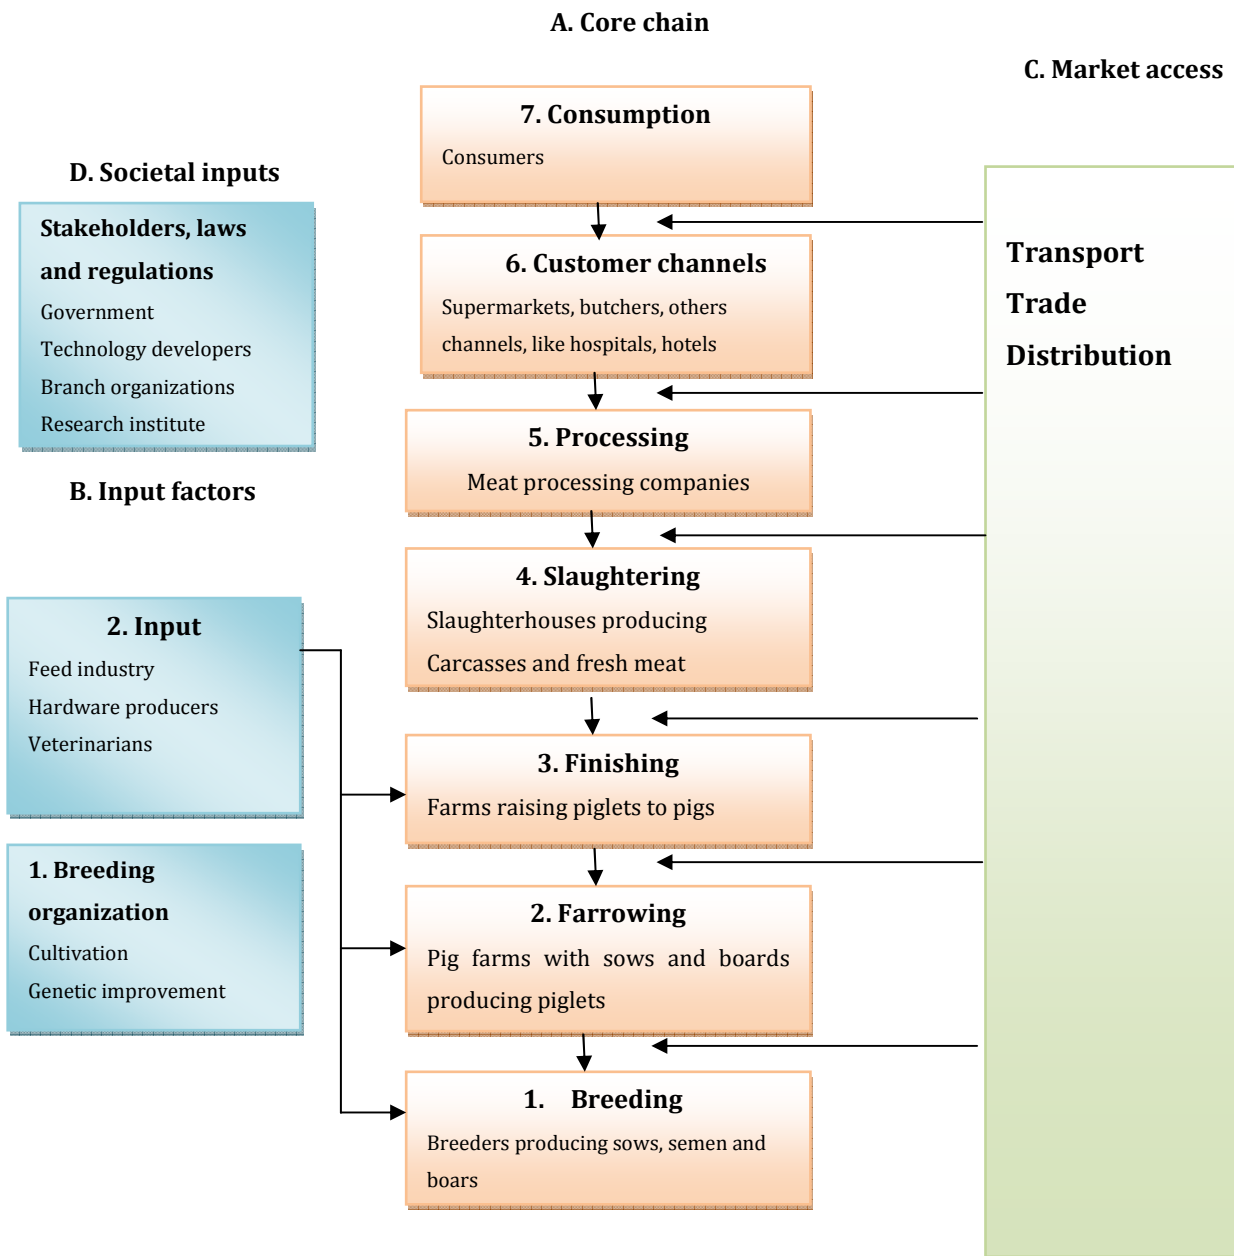 A. Core chain
C. Market access
7. Consumption
Consumers
D. Societal inputs
Stakeholders, laws
and regulations
Government
Technology developers
Branch organizations
Research institute
6. Customer channels
Supermarkets, butchers, others
channels, like hospitals, hotels
Transport
Trade
Distribution
5. Processing
Meat processing companies
B. Input factors
4. Slaughtering
Slaughterhouses producing
Carcasses and fresh meat
2. Input
Feed industry
Hardware producers
Veterinarians
3. Finishing
Farms raising piglets to pigs
1. Breeding
organization
Cultivation
Genetic improvement
2. Farrowing
Pig farms with sows and boards
producing piglets
1. Breeding
Breeders producing sows, semen and
boars